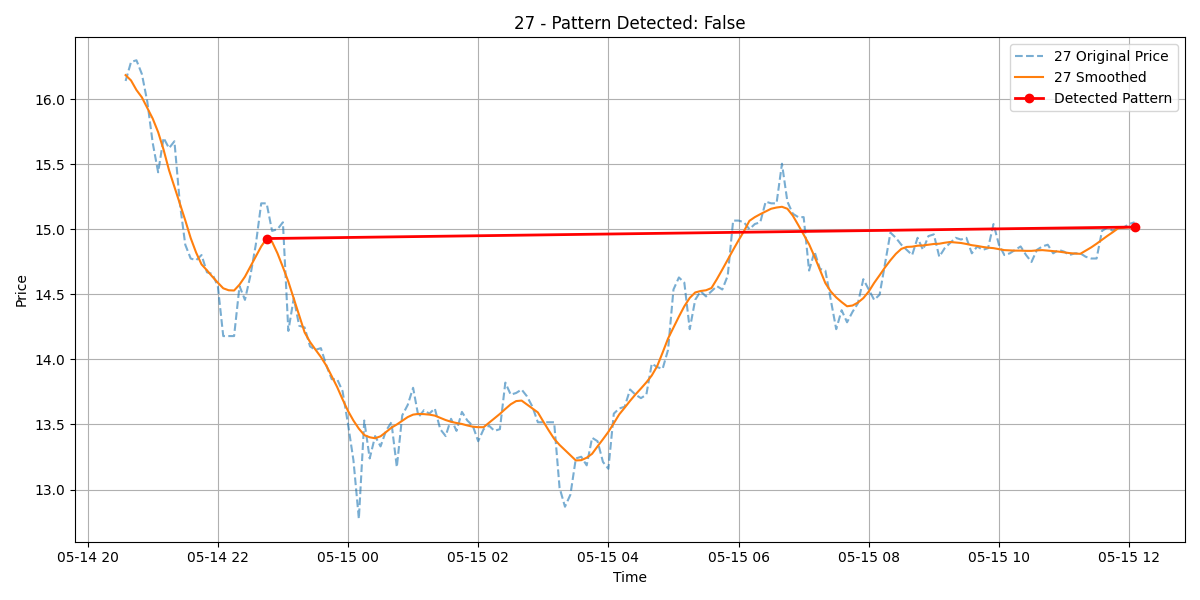 27 - Pattern Detected: False
27 Original Price
27 Smoothed
Detected Pattern
Price
16.0
15.5
15.0
14.5
14.0
13.5
13.0
05-14 20
05-14 22
05-15 00
05-15 02
05-15 04
05-15 06
05-15 08
05-15 10
05-15 12
Time